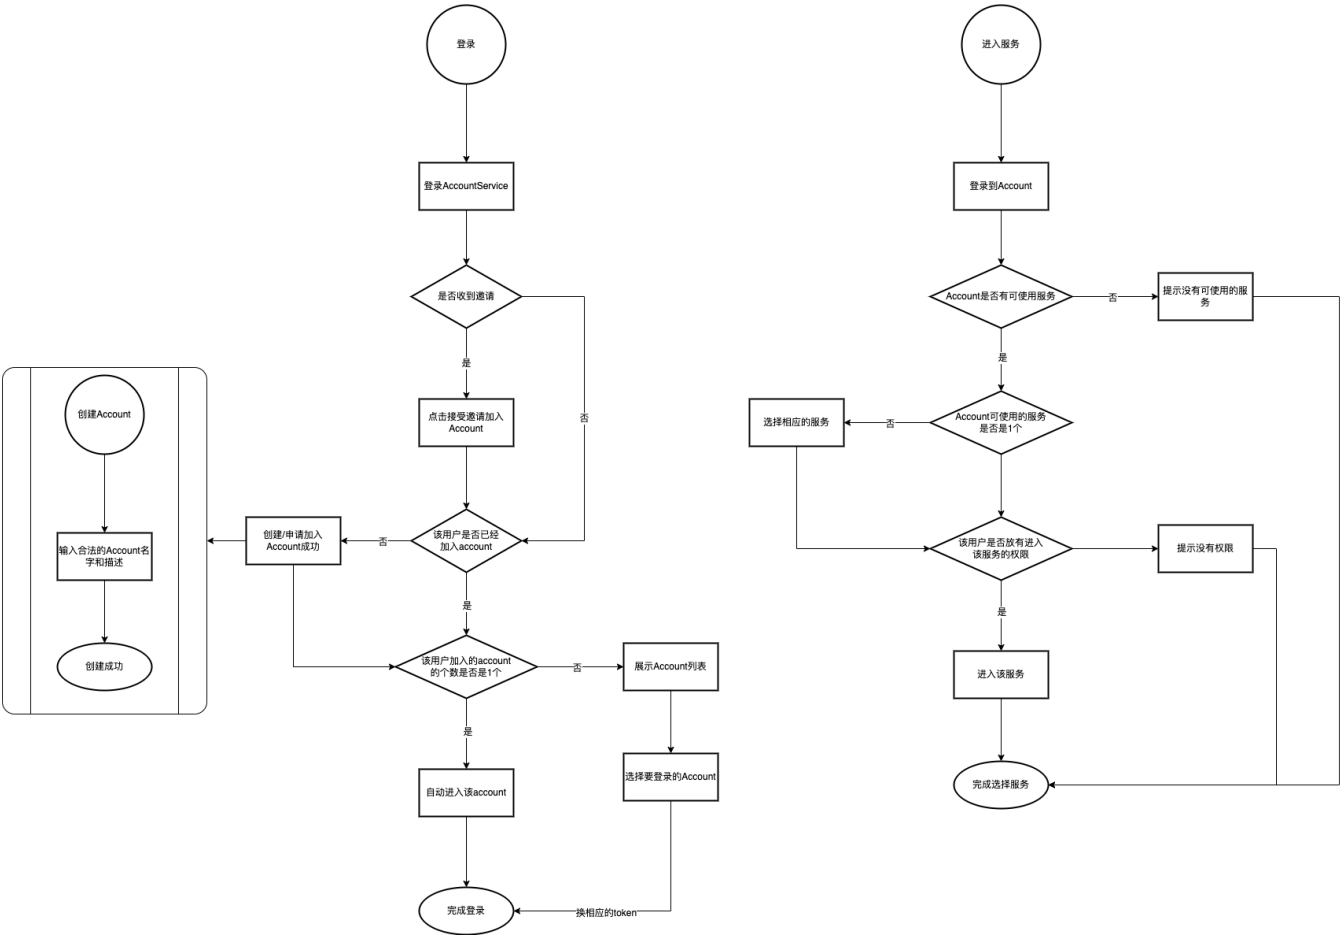 登录
登录AccountService
是否收到邀请
是
否
点击接受邀请加入
Account
该用户是否已经
加入account
否
创建/申请加入
Account成功
创建Account
输入合法的Account名
字和描述
创建成功
是
该用户加入的account
的个数是否是1个
否
展示Account列表
选择要登录的Account
是
自动进入该account
完成登录
换相应的token
进入服务
登录到Account
Account是否有可使用服务
否
提示没有可使用的服
务
是
Account可使用的服务
是否是1个
否
选择相应的服务
该用户是否放有进入
该服务的权限
提示没有权限
是
进入该服务
完成选择服务